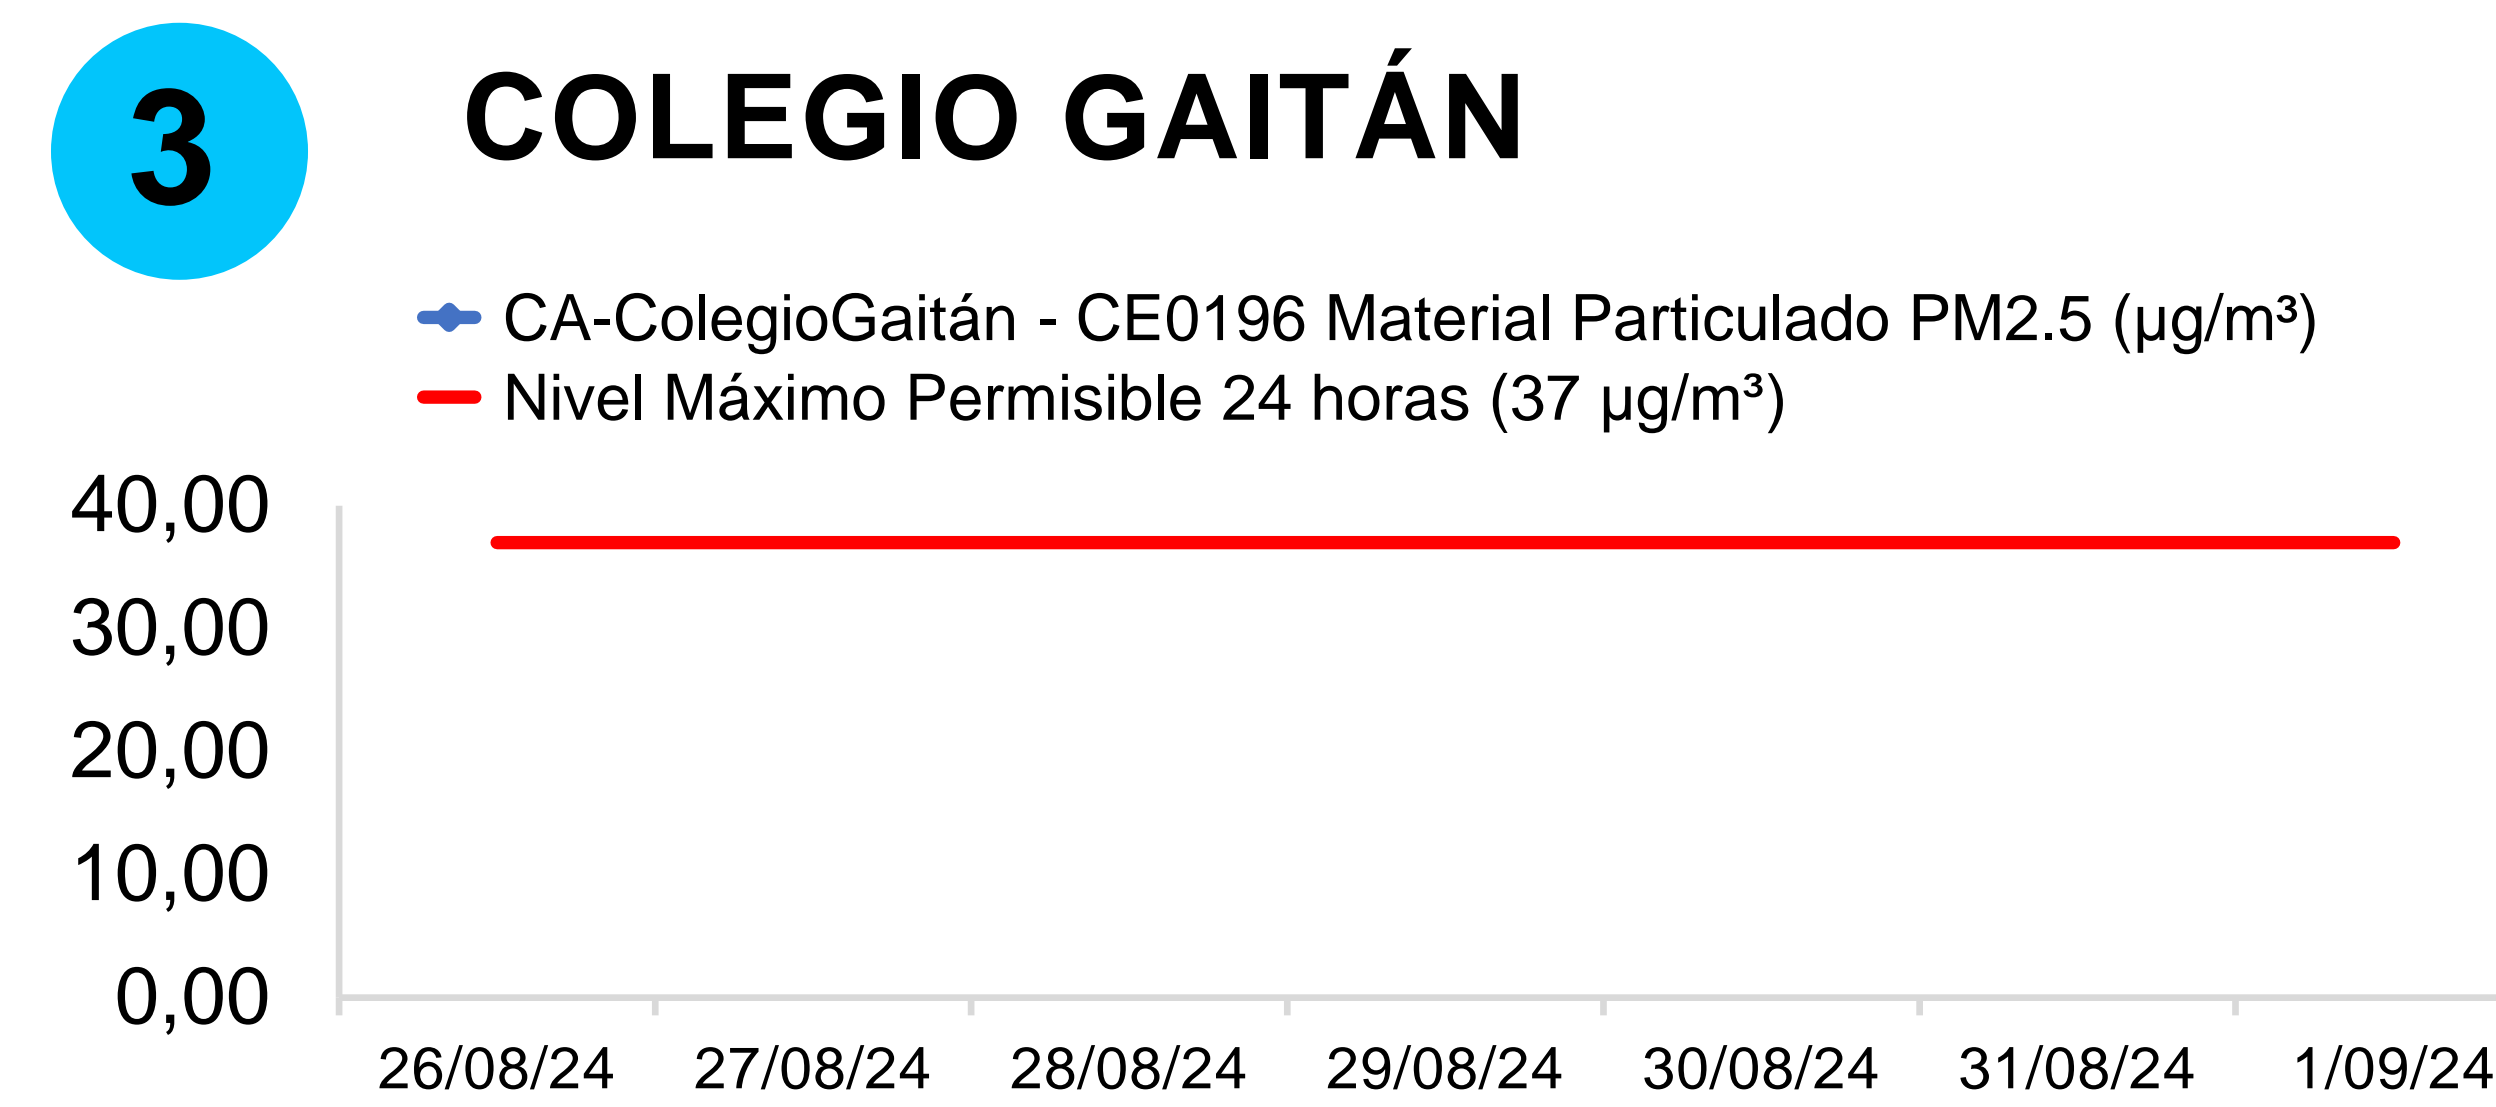 3
COLEGIO GAITÁN
CA-ColegioGaitán - CE0196 Material Particulado PM2.5 (µg/m³)
Nivel Máximo Permisible 24 horas (37 µg/m³)
40,00
30,00
20,00
10,00
0,00
26/08/24 27/08/24 28/08/24 29/08/24 30/08/24 31/08/24 1/09/24